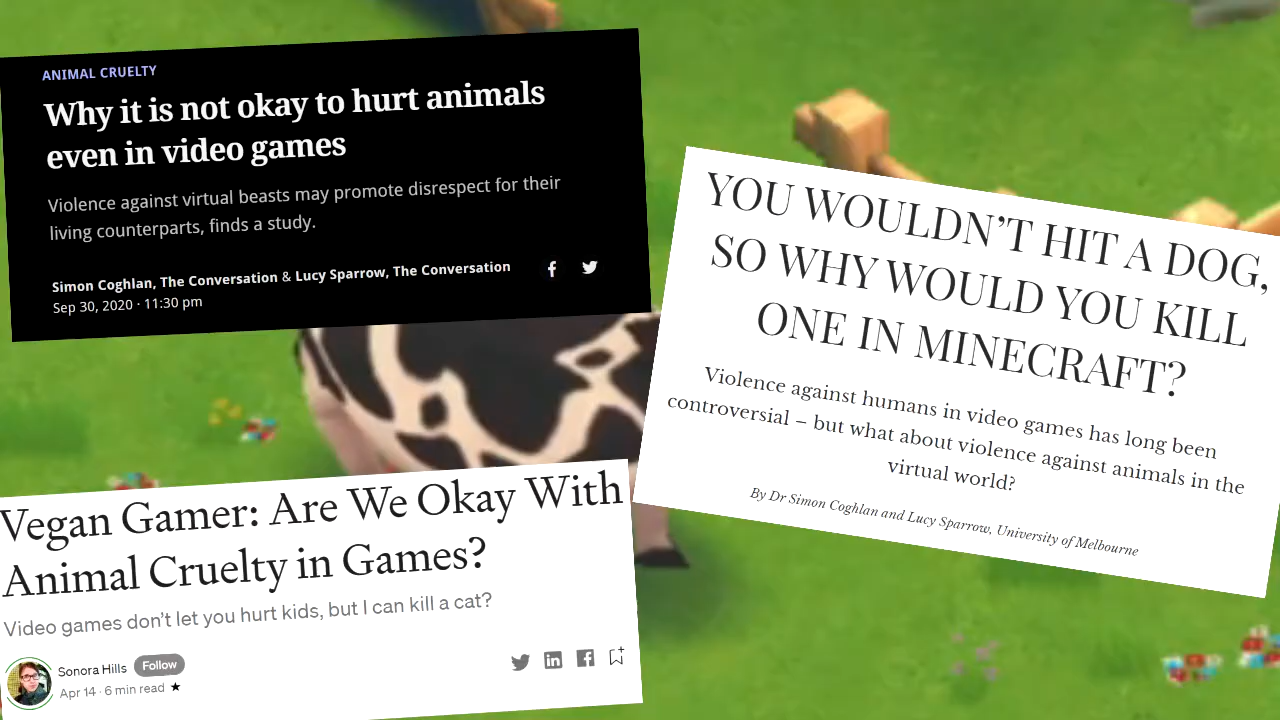 ANIMAL CRUELTY
Why it is not okay to hurt animals
even in video games
Violence against virtual beasts may promote disrespect for their
living counterparts, finds a study.
Simon Coghlan, The Conversation & Lucy Sparrow, The Conversation
Sep 30, 2020 · 11:30 pm
YOU WOULDN’T HIT A DOG,
SO WHY WOULD YOU KILL
ONE IN MINECRAFT?
Violence against humans in video games has long been
controversial – but what about violence against animals in the
virtual world?
By Dr Simon Coghlan and Lucy Sparrow, University of Melbourne
Vegan Gamer: Are We Okay With
Animal Cruelty in Games?
Video games don’t let you hurt kids, but I can kill a cat?
Sonora Hills Follow
Apr 14 · 6 min read ★